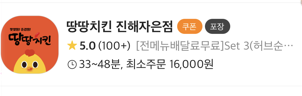 땅땅치킨
땅땅치킨 진해자은점 쿠폰 포장
★ 5.0 (100+) [전메뉴배달료무료]Set 3(허브순…
33~48분, 최소주문 16,000원